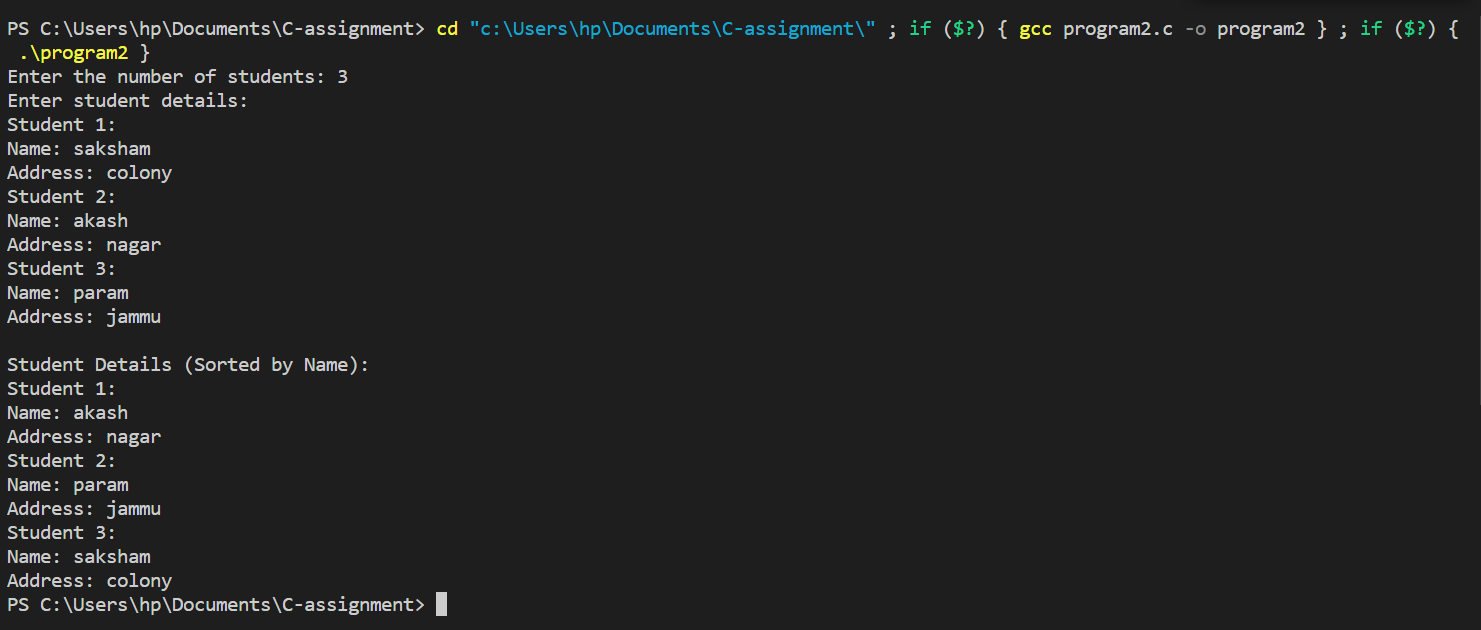 PS C:\Users\hp\Documents\C-assignment> cd "c:\Users\hp\Documents\C-assignment\" ; if ($?) { gcc program2.c -o program2 } ; if ($?) {
 .\program2 }
Enter the number of students: 3
Enter student details:
Student 1:
Name: saksham
Address: colony
Student 2:
Name: akash
Address: nagar
Student 3:
Name: param
Address: jammu

Student Details (Sorted by Name):
Student 1:
Name: akash
Address: nagar
Student 2:
Name: param
Address: jammu
Student 3:
Name: saksham
Address: colony
PS C:\Users\hp\Documents\C-assignment>